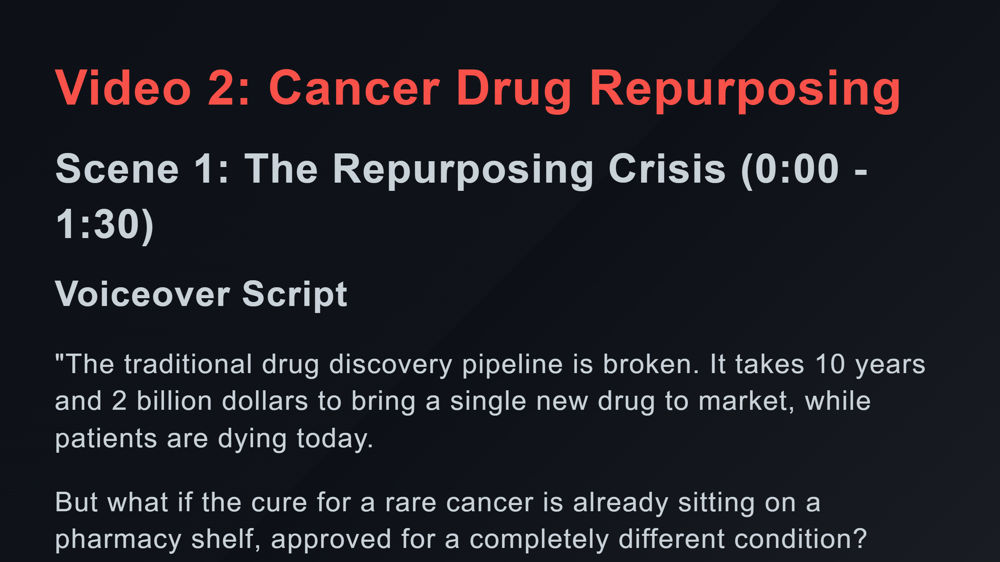 Video 2: Cancer Drug Repurposing
Scene 1: The Repurposing Crisis (0:00 -
1:30)
Voiceover Script
"The traditional drug discovery pipeline is broken. It takes 10 years
and 2 billion dollars to bring a single new drug to market, while
patients are dying today.
But what if the cure for a rare cancer is already sitting on a
pharmacy shelf, approved for a completely different condition?